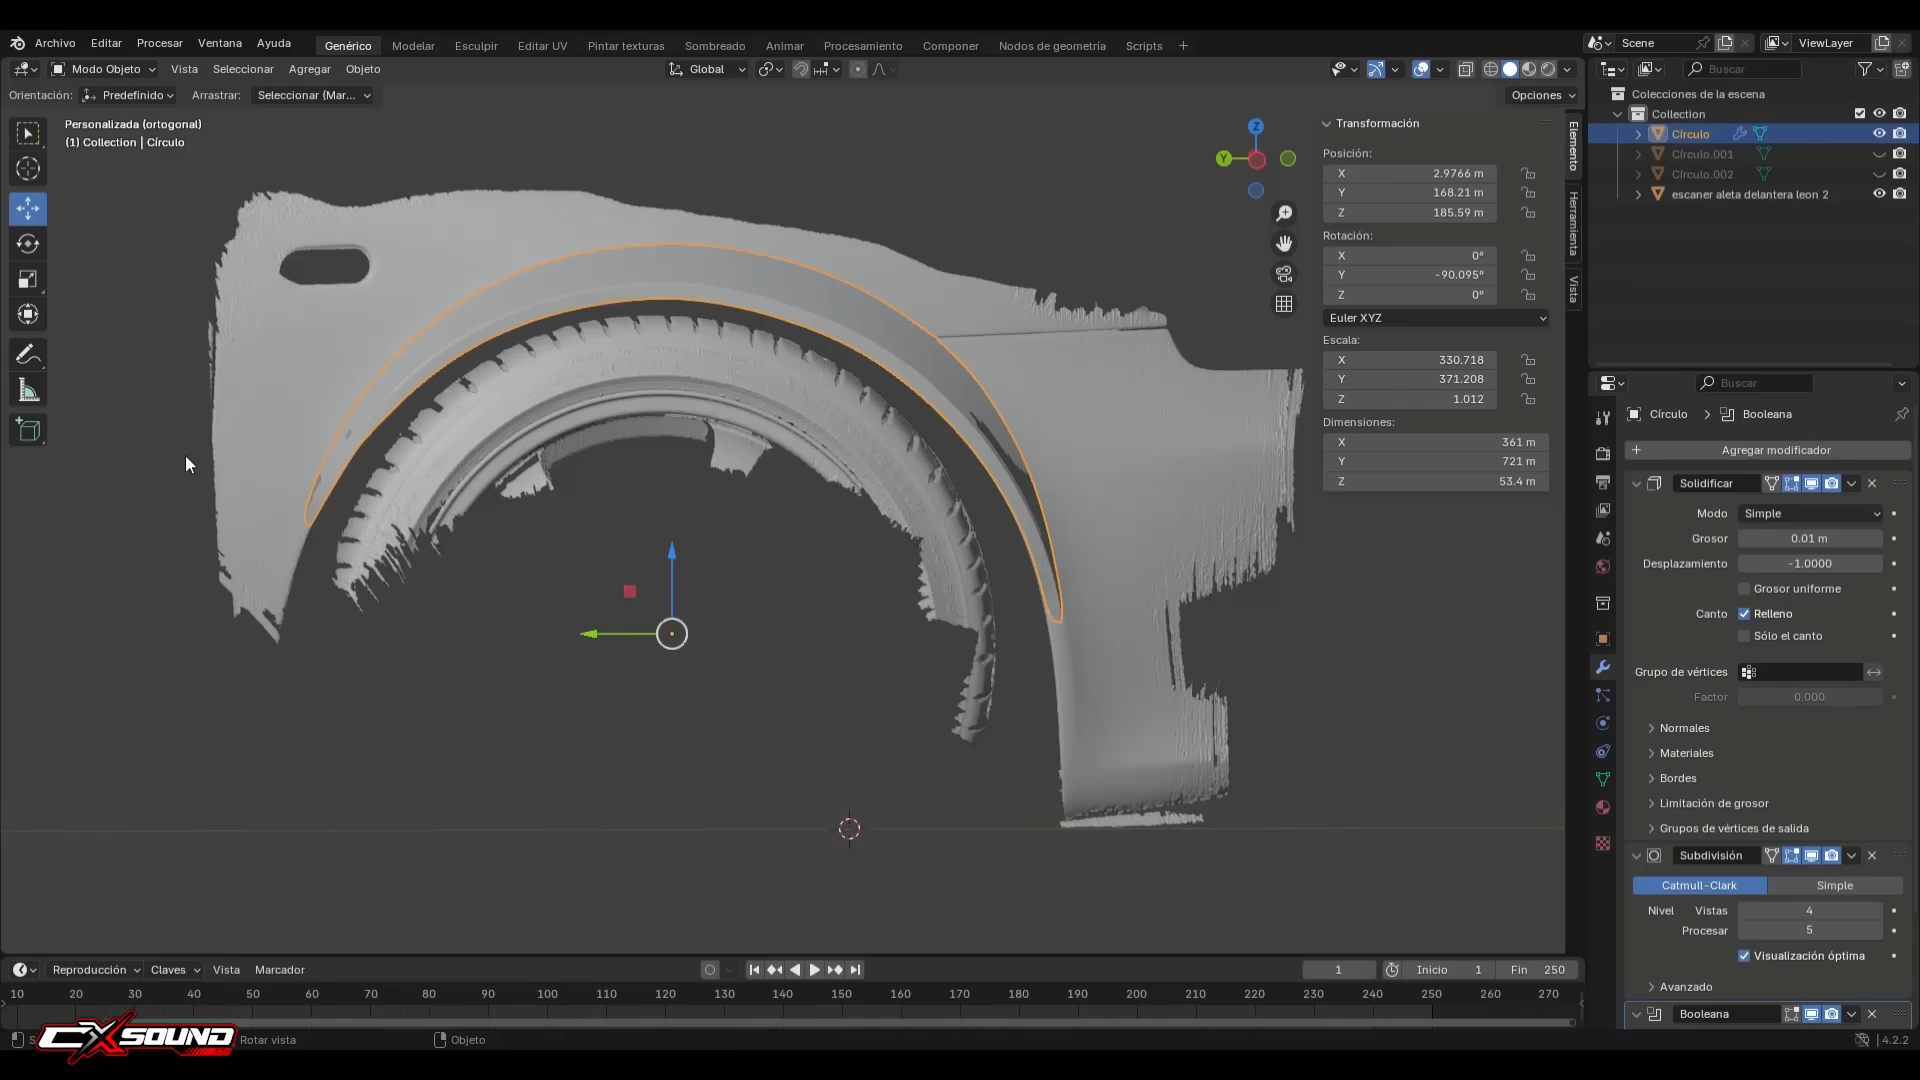 Archivo Editar Procesar Ventana Ayuda Genérico Modelar Esculpir Editar UV Pintar texturas Sombreado Animar Procesamiento Componer Nodos de geometría Scripts +
Scene ViewLayer
Modo Objeto Vista Seleccionar Agregar Objeto Global
Buscar
Orientación: Predefinido Arrastrar: Seleccionar (Mar... Opciones
Colecciones de la escena
Collection
Círculo
Círculo.001
Círculo.002
escaner aleta delantera leon 2
Personalizada (ortogonal)
(1) Collection | Círculo
Z
Y
Transformación
Posición:
X 2.9766 m
Y 168.21 m
Z 185.59 m
Rotación:
X 0°
Y -90.095°
Z 0°
Euler XYZ
Escala:
X 330.718
Y 371.208
Z 1.012
Dimensiones:
X 361 m
Y 721 m
Z 53.4 m
Elemento
Herramienta
Vista
Buscar
Círculo Booleana
Agregar modificador
Solidificar
Modo Simple
Grosor 0.01 m
Desplazamiento -1.0000
Grosor uniforme
Canto Relleno
Sólo el canto
Grupo de vértices
Factor 0.000
Normales
Materiales
Bordes
Limitación de grosor
Grupos de vértices de salida
Subdivisión
Catmull-Clark Simple
Nivel Vistas 4
Procesar 5
Visualización óptima
Avanzado
Booleana
Reproducción Claves Vista Marcador 1 Inicio 1 Fin 250
10 20 30 40 50 60 70 80 90 100 110 120 130 140 150 160 170 180 190 200 210 220 230 240 250 260 270
CXSOUND
Rotar vista Objeto 4.2.2